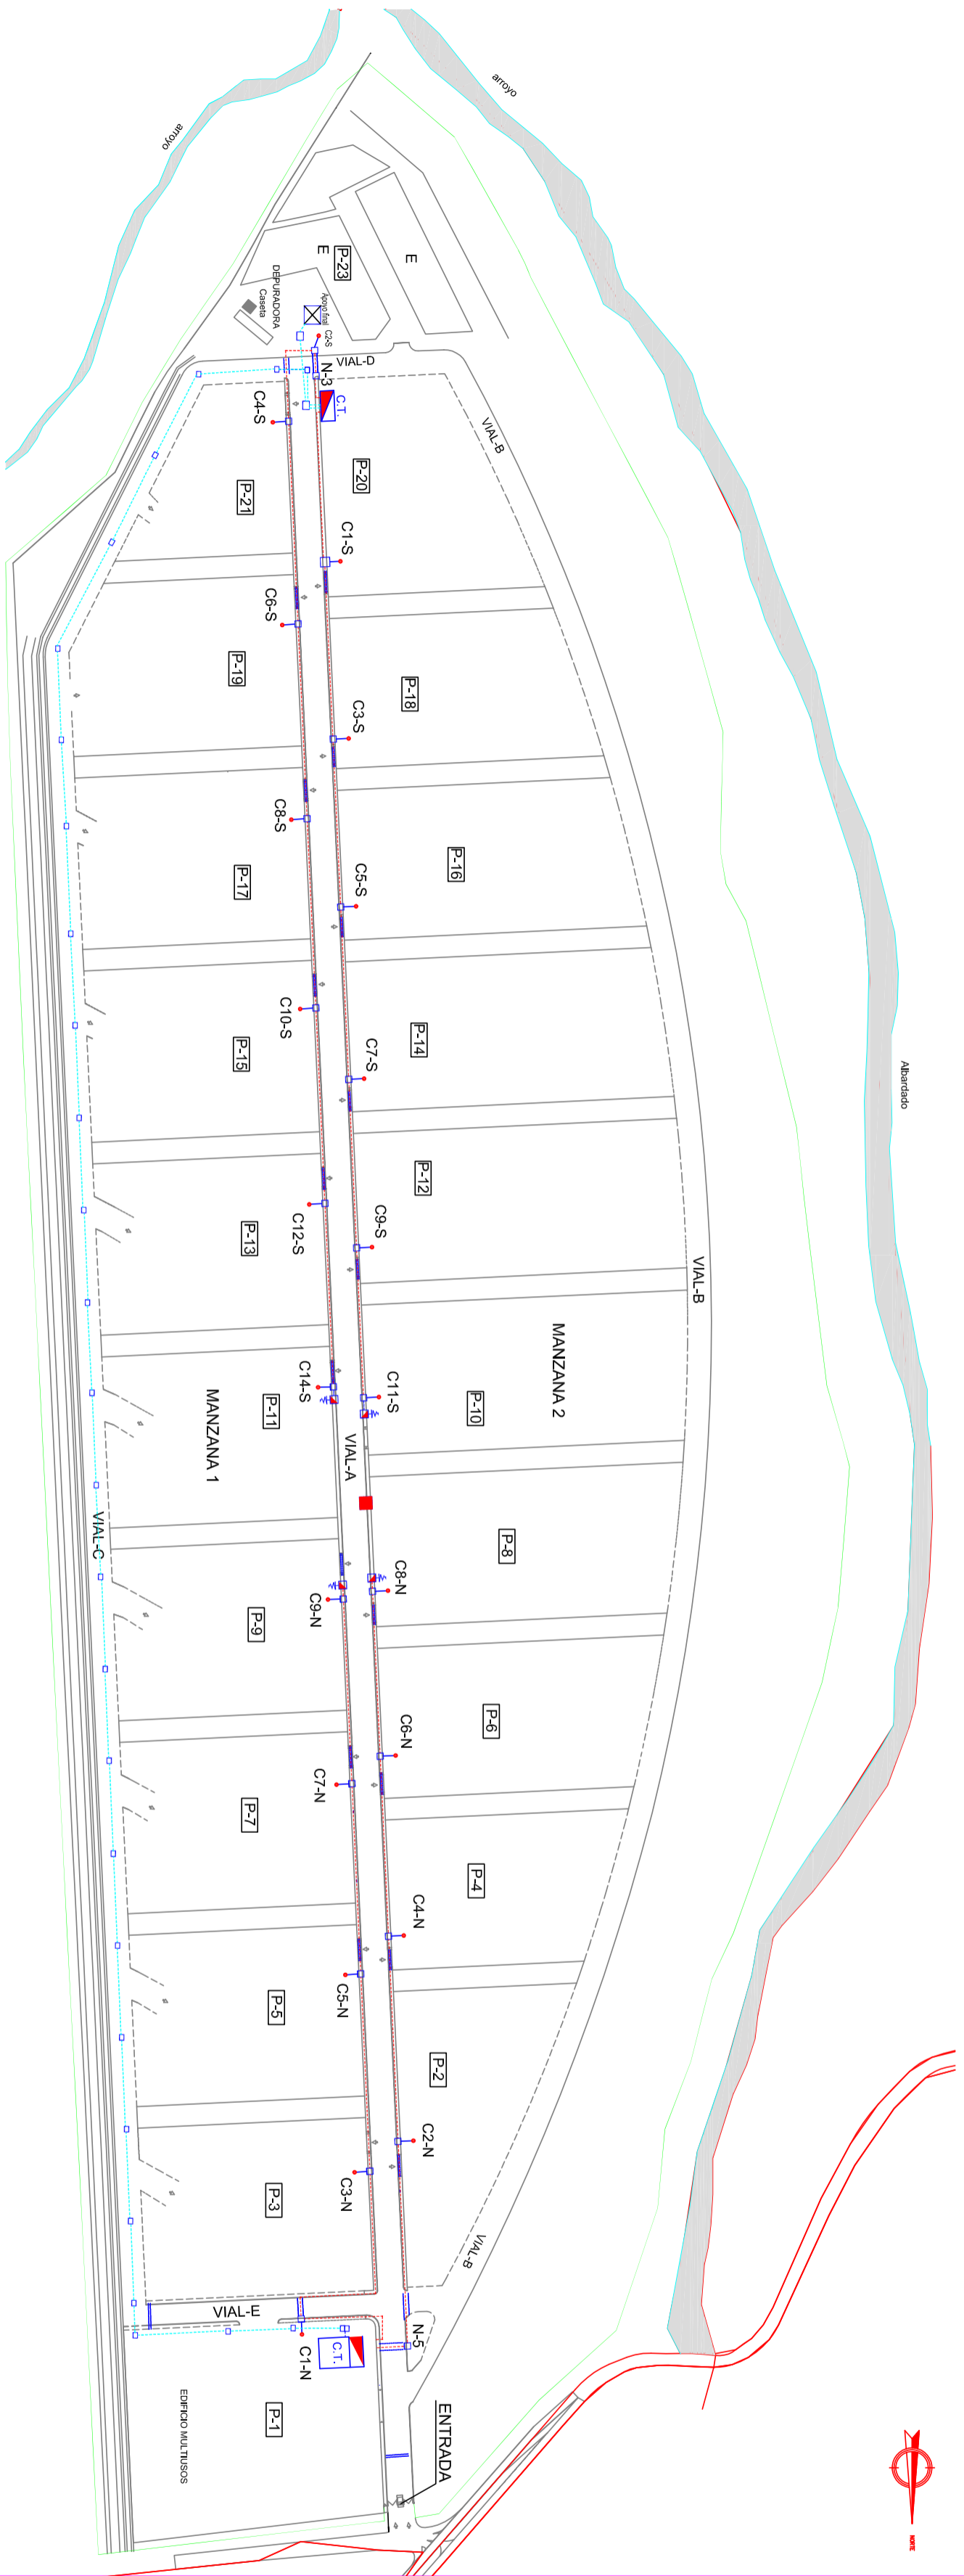 arroyo
arroyo
P-23
E
E
DEPURADORA
Caseta
Apoyo final
C2-S
VIAL-D
N-3
C.T.
C4-S
VIAL-B
P-20
P-21
C1-S
C6-S
P-19
P-18
C3-S
C8-S
P-17
P-16
C5-S
C10-S
P-15
P-14
C7-S
Albardado
P-12
C9-S
C12-S
P-13
VIAL-B
MANZANA 2
C14-S
C11-S
P-10
P-11
MANZANA 1
VIAL-A
VIAL-C
P-8
C8-N
C9-N
P-9
P-6
C6-N
C7-N
P-7
P-4
C4-N
C5-N
P-5
P-2
C2-N
C3-N
P-3
VIAL-B
VIAL-E
N-5
C.T.
C1-N
P-1
EDIFICIO MULTIUSOS
ENTRADA
NORTE